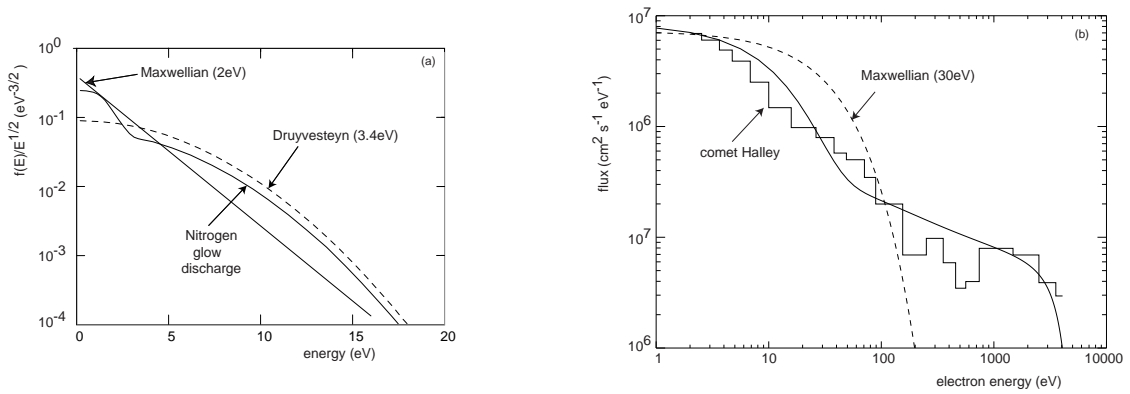 (a)
f(E)/E^1/2 (eV^-3/2)
10^0
10^-1
10^-2
10^-3
10^-4
Maxwellian (2eV)
Druyvesteyn (3.4eV)
Nitrogen
glow
discharge
0 5 10 15 20
energy (eV)
(b)
flux (cm^2 s^-1 eV^-1)
10^7
10^6
10^7
10^6
Maxwellian (30eV)
comet Halley
1 10 100 1000 10000
electron energy (eV)